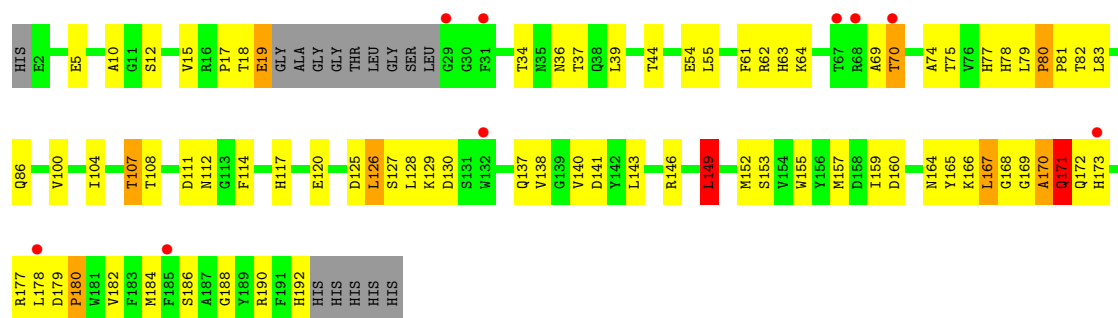 HIS E2 E5 A10 G11 S12 V15 R16 P17 T18 E19 GLY ALA GLY GLY THR LEU GLY SER LEU G29 G30 F31 T34 N35 N36 T37 Q38 L39 T44 E54 L55 F61 R62 H63 K64 T67 R68 A69 T70 A74 T75 V76 H77 H78 L79 P80 P81 T82 L83
Q86 V100 I104 T107 T108 D111 N112 G113 F114 H117 E120 D125 L126 S127 L128 K129 D130 S131 W132 Q137 V138 G139 V140 D141 Y142 L143 R146 L149 M152 S153 V154 W155 Y156 M157 D158 I159 D160 N164 Y165 K166 L167 G168 G169 A170 Q171 Q172 H173
R177 L178 D179 P180 W181 V182 F183 M184 F185 S186 A187 G188 Y189 R190 F191 H192 HIS HIS HIS HIS HIS